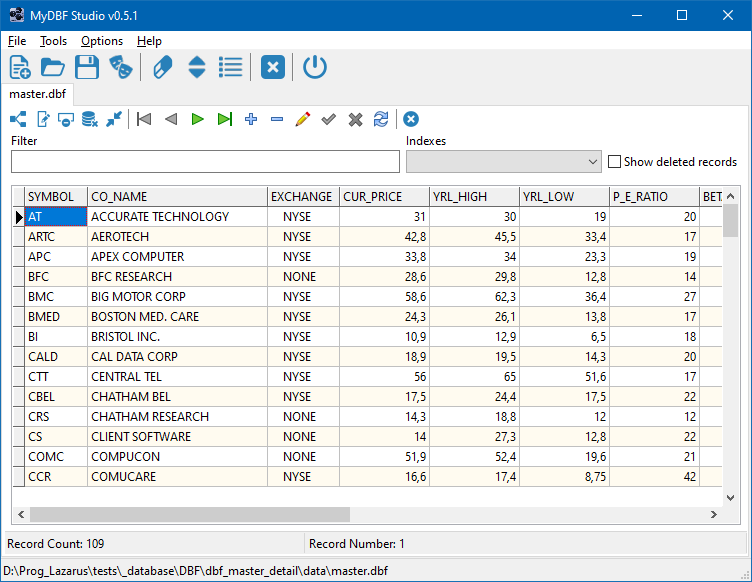 MyDBF Studio v0.5.1
File Tools Options Help
master.dbf
Filter Indexes
Show deleted records
SYMBOL CO_NAME EXCHANGE CUR_PRICE YRL_HIGH YRL_LOW P_E_RATIO BET
AT ACCURATE TECHNOLOGY NYSE 31 30 19 20
ARTC AEROTECH NYSE 42,8 45,5 33,4 17
APC APEX COMPUTER NYSE 33,8 34 23,3 19
BFC BFC RESEARCH NONE 28,6 29,8 12,8 14
BMC BIG MOTOR CORP NYSE 58,6 62,3 36,4 27
BMED BOSTON MED. CARE NYSE 24,3 26,1 13,8 17
BI BRISTOL INC. NYSE 10,9 12,9 6,5 18
CALD CAL DATA CORP NYSE 18,9 19,5 14,3 20
CTT CENTRAL TEL NYSE 56 65 51,6 17
CBEL CHATHAM BEL NYSE 17,5 24,4 17,5 22
CRS CHATHAM RESEARCH NONE 14,3 18,8 12 12
CS CLIENT SOFTWARE NONE 14 27,3 12,8 22
COMC COMPUCON NONE 51,9 52,4 19,6 21
CCR COMUCARE NYSE 16,6 17,4 8,75 42
Record Count: 109 Record Number: 1
D:\Prog_Lazarus\tests\_database\DBF\dbf_master_detail\data\master.dbf